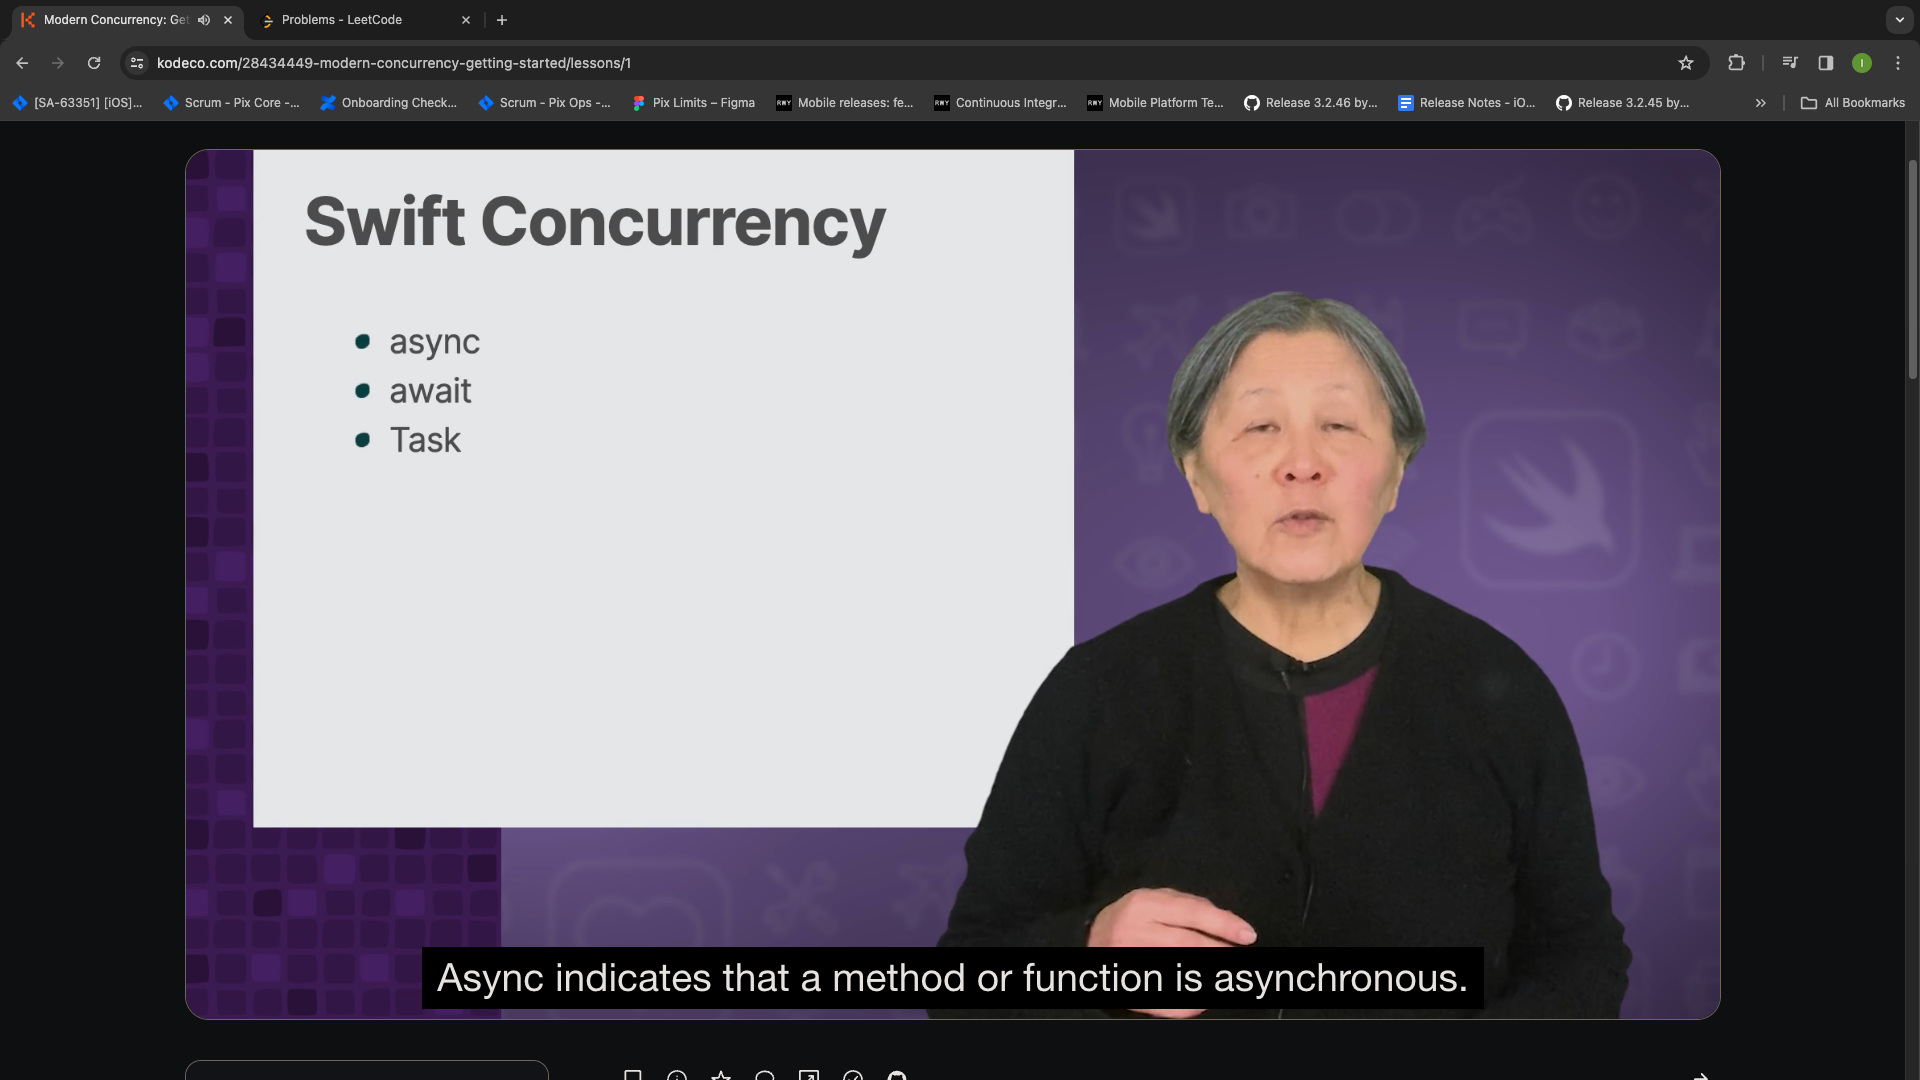 Modern Concurrency: Get
Problems - LeetCode
kodeco.com/28434449-modern-concurrency-getting-started/lessons/1
I
[SA-63351] [iOS]...
Scrum - Pix Core -...
Onboarding Check...
Scrum - Pix Ops -...
Pix Limits – Figma
RWY
Mobile releases: fe...
RWY
Continuous Integr...
RWY
Mobile Platform Te...
Release 3.2.46 by...
Release Notes - iO...
Release 3.2.45 by...
All Bookmarks
Swift Concurrency
async
await
Task
Async indicates that a method or function is asynchronous.